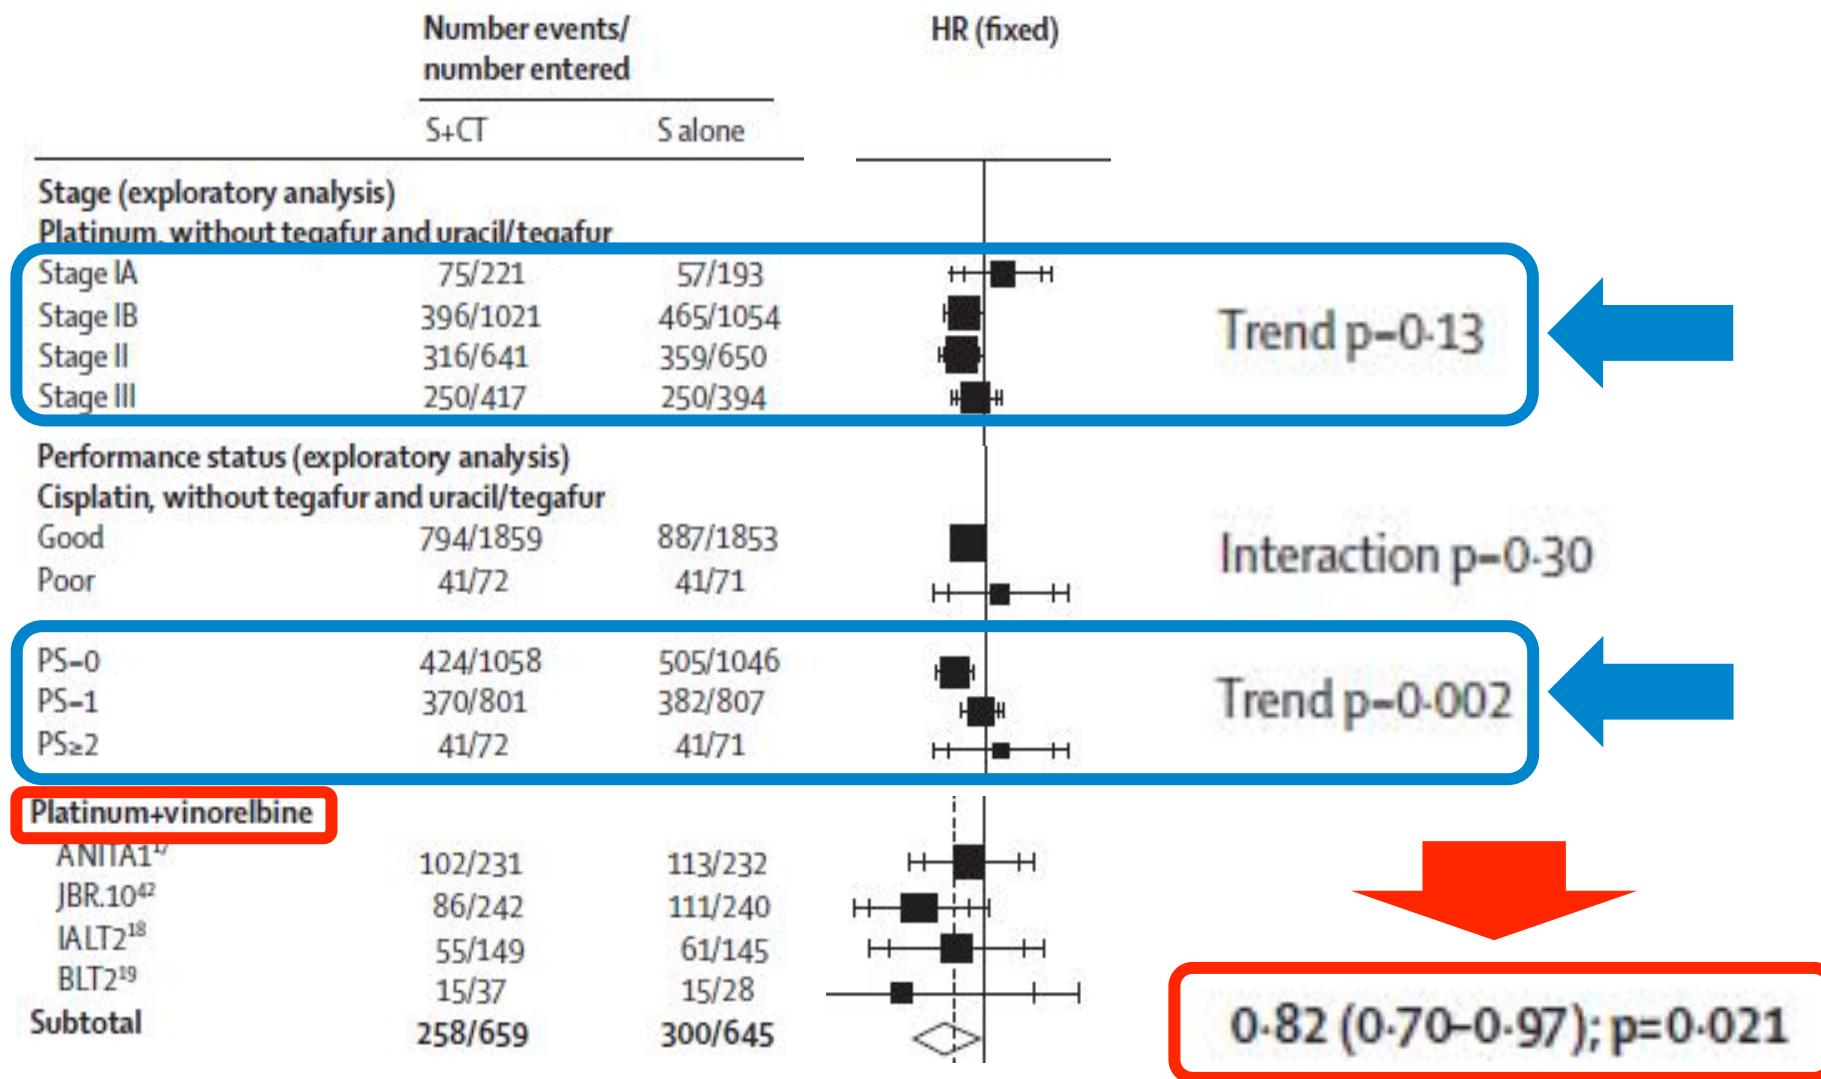 Number events/ HR (fixed)
number entered
S+CT S alone
Stage (exploratory analysis)
Platinum, without tegafur and uracil/tegafur
Stage IA 75/221 57/193
Stage IB 396/1021 465/1054
Stage II 316/641 359/650
Stage III 250/417 250/394
Trend p=0·13
Performance status (exploratory analysis)
Cisplatin, without tegafur and uracil/tegafur
Good 794/1859 887/1853
Poor 41/72 41/71
Interaction p=0·30
PS=0 424/1058 505/1046
PS=1 370/801 382/807
PS≥2 41/72 41/71
Trend p=0·002
Platinum+vinorelbine
ANITA1¹⁷ 102/231 113/232
JBR.10⁴² 86/242 111/240
IALT2¹⁸ 55/149 61/145
BLT2¹⁹ 15/37 15/28
Subtotal 258/659 300/645
0·82 (0·70–0·97); p=0·021